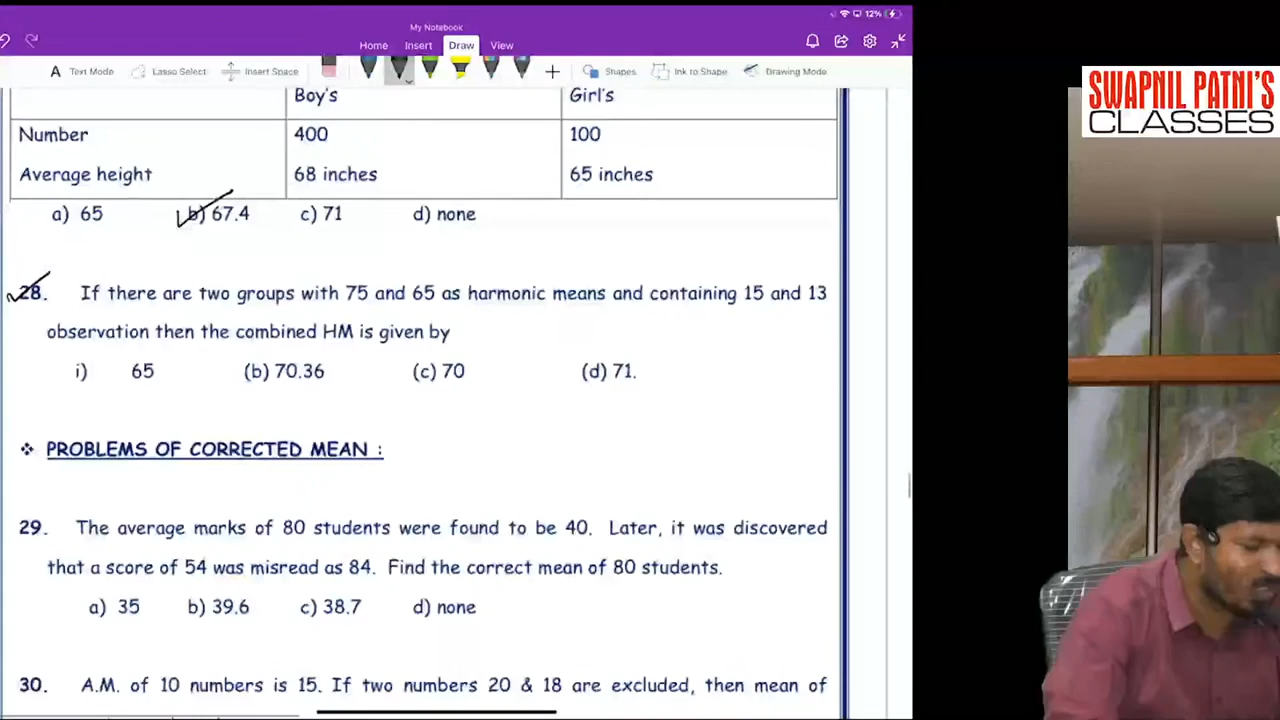 12%
My Notebook
Home Insert Draw View
A Text Mode Lasso Select Insert Space Shapes Ink to Shape Drawing Mode
Boy's Girl's
Number 400 100
Average height 68 inches 65 inches
a) 65 b) 67.4 c) 71 d) none
28. If there are two groups with 75 and 65 as harmonic means and containing 15 and 13
observation then the combined HM is given by
i) 65 (b) 70.36 (c) 70 (d) 71.
❖ PROBLEMS OF CORRECTED MEAN :
29. The average marks of 80 students were found to be 40. Later, it was discovered
that a score of 54 was misread as 84. Find the correct mean of 80 students.
a) 35 b) 39.6 c) 38.7 d) none
30. A.M. of 10 numbers is 15. If two numbers 20 & 18 are excluded, then mean of
SWAPNIL PATNI'S
CLASSES